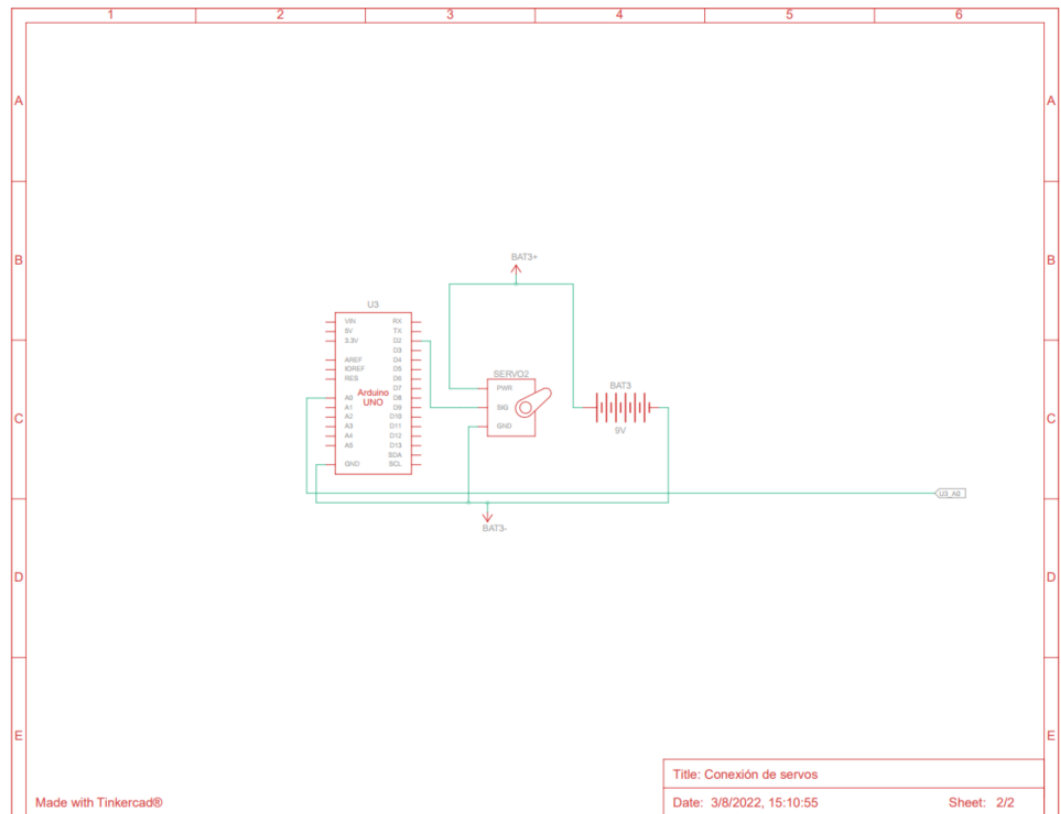 1 2 3 4 5 6
A A
B B
C C
D D
E E
BAT3+
U3
VIN RX
5V TX
3.3V D2
D3
AREF D4
IOREF D5
RES D6
D7
A0 D8
A1 D9
A2 D10
A3 D11
A4 D12
A5 D13
SDA
GND SCL
Arduino
UNO
SERVO2
PWR
SIG
GND
BAT3
9V
U3_A0
BAT3-
Title: Conexión de servos
Made with Tinkercad®
Date: 3/8/2022, 15:10:55 Sheet: 2/2